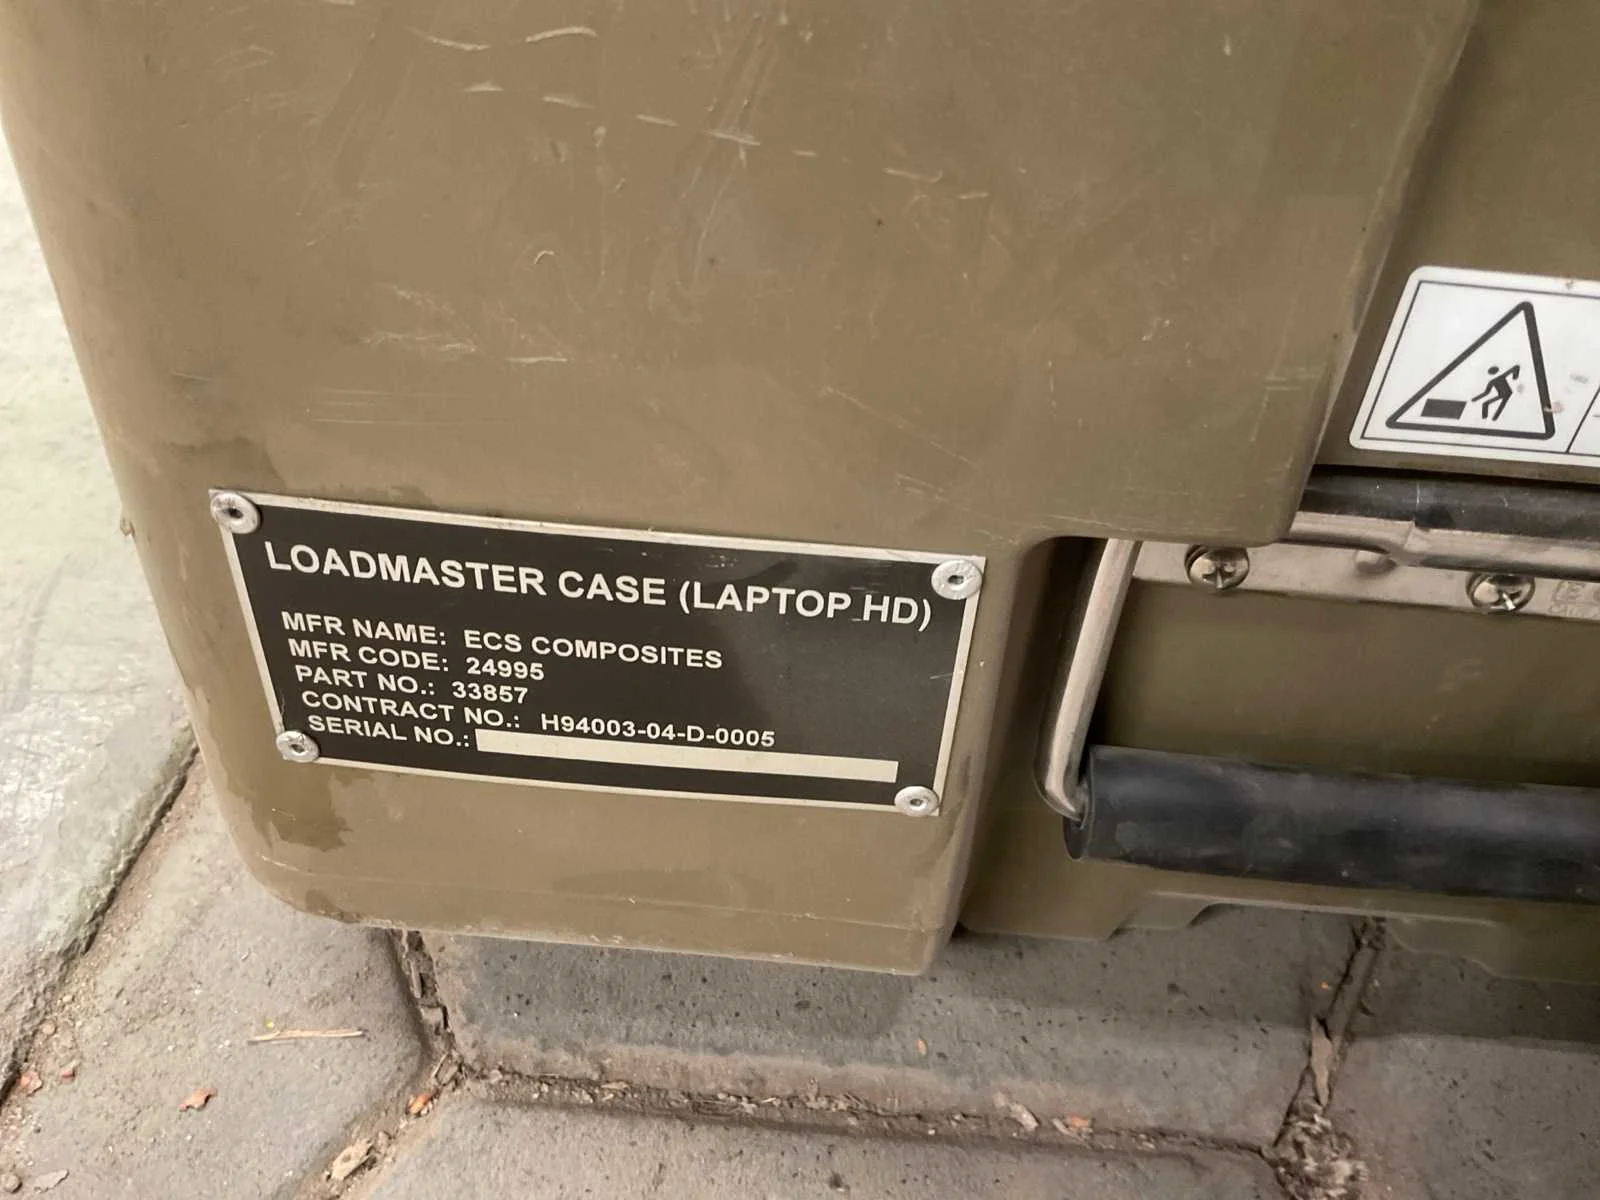 LOADMASTER CASE (LAPTOP HD)
MFR NAME: ECS COMPOSITES
MFR CODE: 24995
PART NO.: 33857
CONTRACT NO.: H94003-04-D-0005
SERIAL NO.: